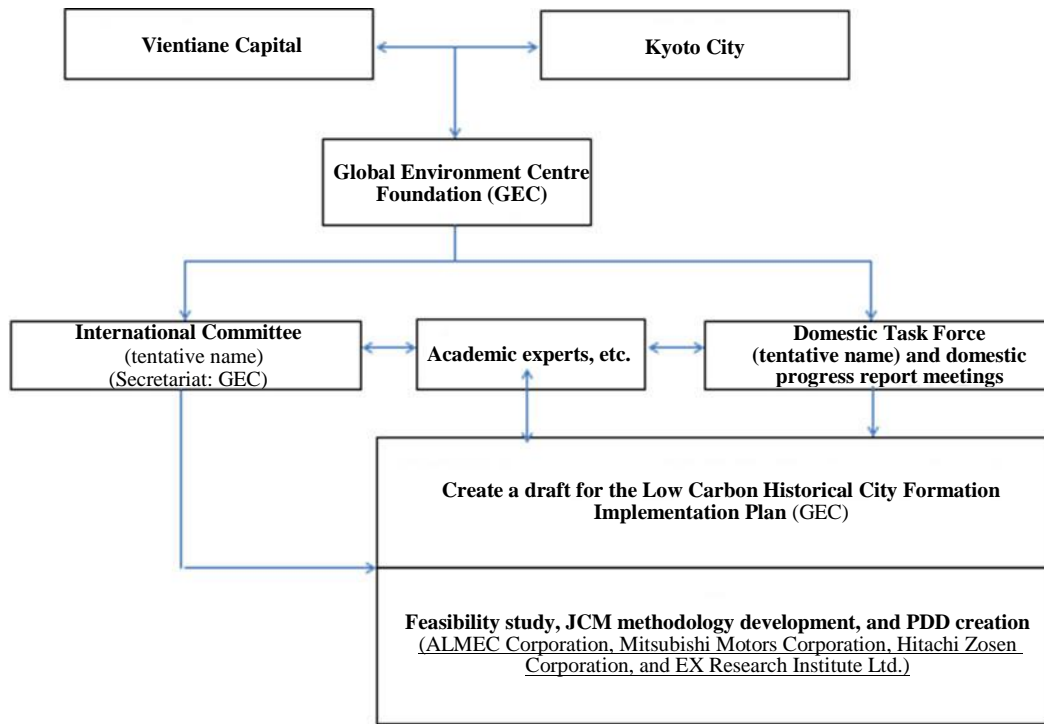 Vientiane Capital
Kyoto City
Global Environment Centre
Foundation (GEC)
International Committee
(tentative name)
(Secretariat: GEC)
Academic experts, etc.
Domestic Task Force
(tentative name) and domestic
progress report meetings
Create a draft for the Low Carbon Historical City Formation
Implementation Plan (GEC)
Feasibility study, JCM methodology development, and PDD creation
(ALMEC Corporation, Mitsubishi Motors Corporation, Hitachi Zosen
Corporation, and EX Research Institute Ltd.)